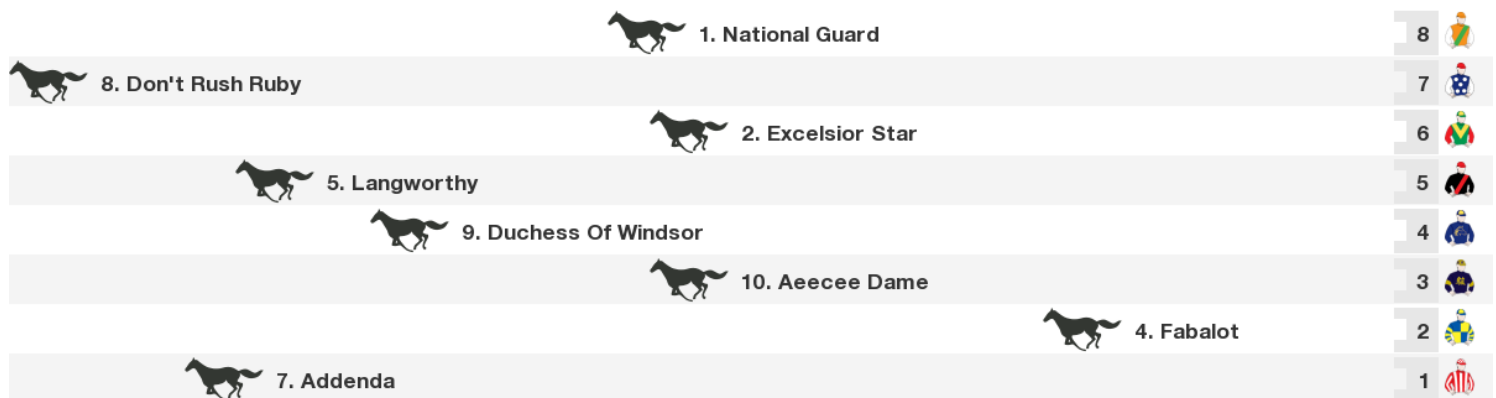 1. National Guard 8
8. Don't Rush Ruby 7
2. Excelsior Star 6
5. Langworthy 5
9. Duchess Of Windsor 4
10. Aeecee Dame 3
4. Fabalot 2
7. Addenda 1